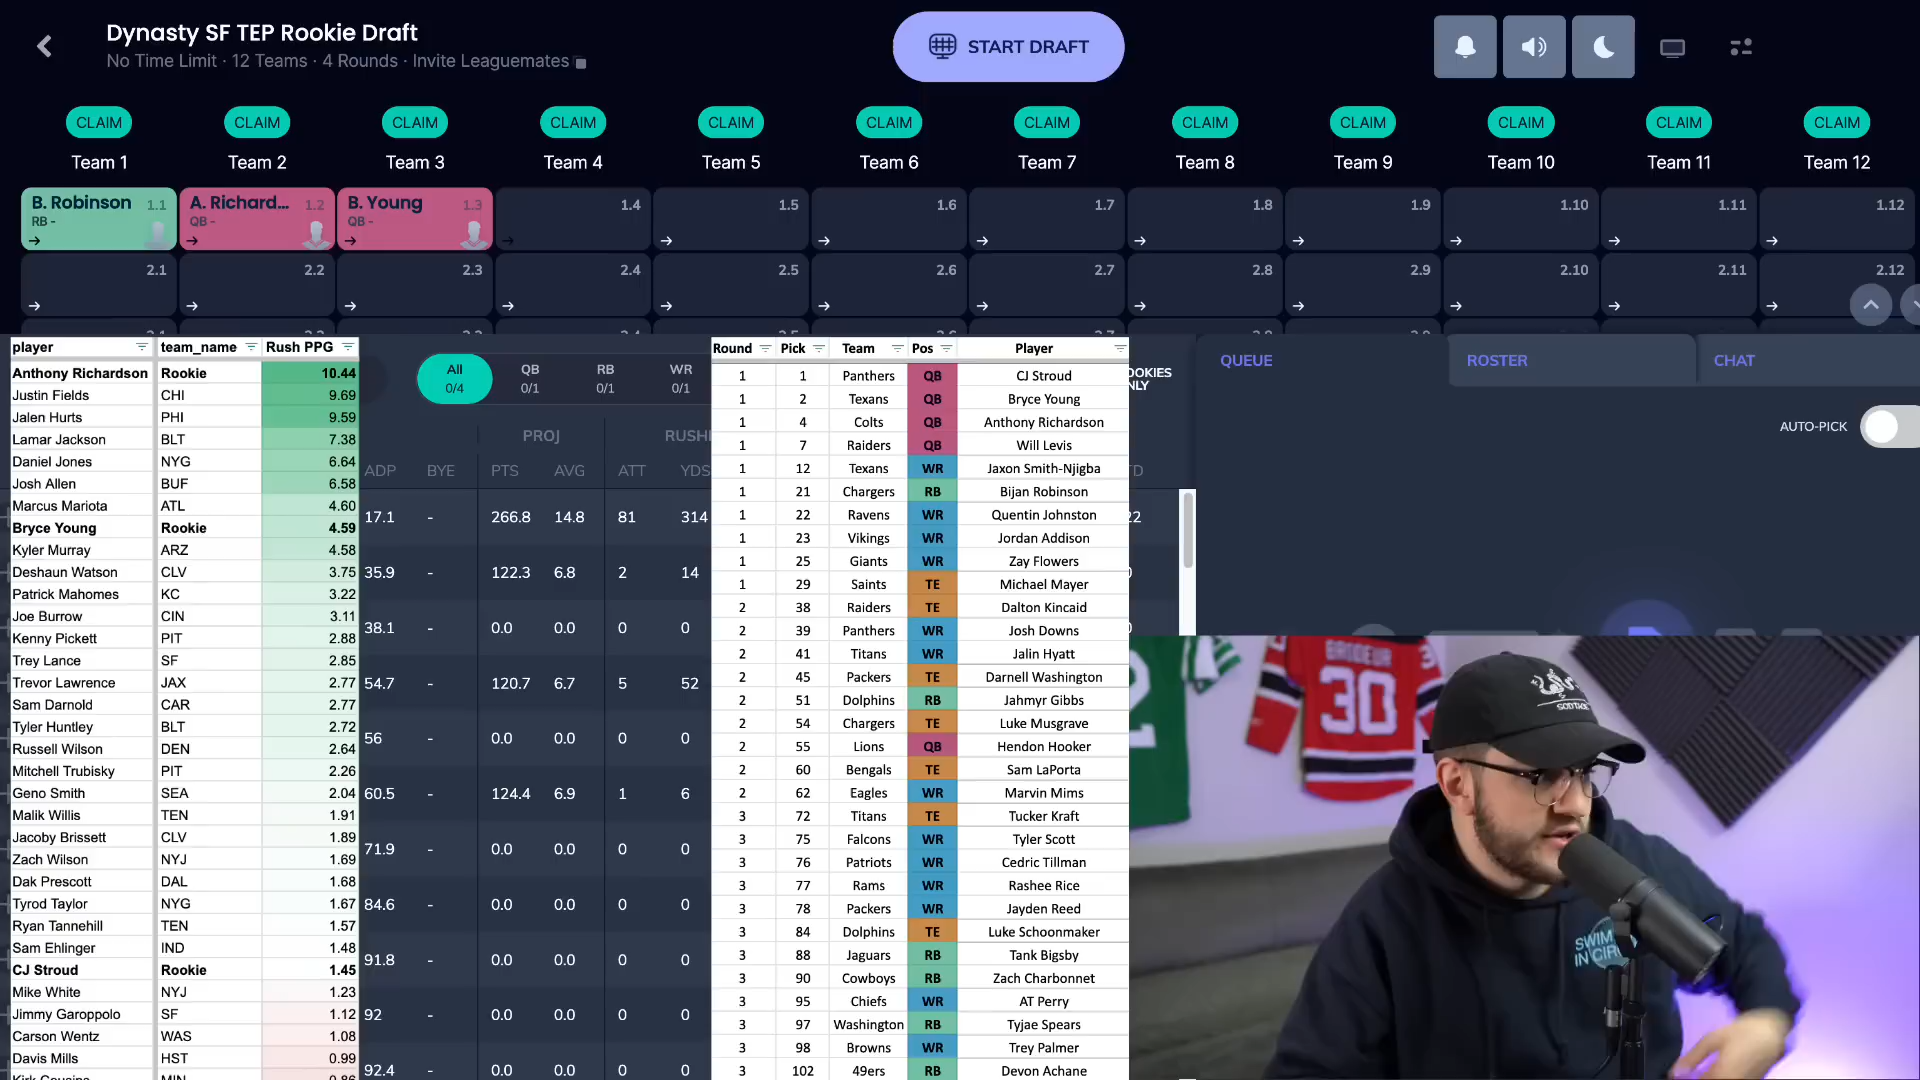 Dynasty SF TEP Rookie Draft
No Time Limit · 12 Teams · 4 Rounds · Invite Leaguemates
START DRAFT
CLAIM CLAIM CLAIM CLAIM CLAIM CLAIM CLAIM CLAIM CLAIM CLAIM CLAIM CLAIM
Team 1 Team 2 Team 3 Team 4 Team 5 Team 6 Team 7 Team 8 Team 9 Team 10 Team 11 Team 12
B. Robinson 1.1 A. Richard... 1.2 B. Young 1.3 1.4 1.5 1.6 1.7 1.8 1.9 1.10 1.11 1.12
RB - QB - QB -
2.1 2.2 2.3 2.4 2.5 2.6 2.7 2.8 2.9 2.10 2.11 2.12
player team_name Rush PPG
Anthony Richardson Rookie 10.44
Justin Fields CHI 9.69
Jalen Hurts PHI 9.59
Lamar Jackson BLT 7.38
Daniel Jones NYG 6.64
Josh Allen BUF 6.58
Marcus Mariota ATL 4.60
Bryce Young Rookie 4.59
Kyler Murray ARZ 4.58
Deshaun Watson CLV 3.75
Patrick Mahomes KC 3.22
Joe Burrow CIN 3.11
Kenny Pickett PIT 2.88
Trey Lance SF 2.85
Trevor Lawrence JAX 2.77
Sam Darnold CAR 2.77
Tyler Huntley BLT 2.72
Russell Wilson DEN 2.64
Mitchell Trubisky PIT 2.26
Geno Smith SEA 2.04
Malik Willis TEN 1.91
Jacoby Brissett CLV 1.89
Zach Wilson NYJ 1.69
Dak Prescott DAL 1.68
Tyrod Taylor NYG 1.67
Ryan Tannehill TEN 1.57
Sam Ehlinger IND 1.48
CJ Stroud Rookie 1.45
Mike White NYJ 1.23
Jimmy Garoppolo SF 1.12
Carson Wentz WAS 1.08
Davis Mills HST 0.99
All QB RB WR
0/4 0/1 0/1 0/1
PROJ RUSHI
ADP BYE PTS AVG ATT YDS
17.1 - 266.8 14.8 81 314
35.9 - 122.3 6.8 2 14
38.1 - 0.0 0.0 0 0
54.7 - 120.7 6.7 5 52
56 - 0.0 0.0 0 0
60.5 - 124.4 6.9 1 6
71.9 - 0.0 0.0 0 0
84.6 - 0.0 0.0 0 0
91.8 - 0.0 0.0 0 0
92 - 0.0 0.0 0 0
92.4 - 0.0 0.0 0 0
Round Pick Team Pos Player
1 1 Panthers QB CJ Stroud
1 2 Texans QB Bryce Young
1 4 Colts QB Anthony Richardson
1 7 Raiders QB Will Levis
1 12 Texans WR Jaxon Smith-Njigba
1 21 Chargers RB Bijan Robinson
1 22 Ravens WR Quentin Johnston
1 23 Vikings WR Jordan Addison
1 25 Giants WR Zay Flowers
1 29 Saints TE Michael Mayer
2 38 Raiders TE Dalton Kincaid
2 39 Panthers WR Josh Downs
2 41 Titans WR Jalin Hyatt
2 45 Packers TE Darnell Washington
2 51 Dolphins RB Jahmyr Gibbs
2 54 Chargers TE Luke Musgrave
2 55 Lions QB Hendon Hooker
2 60 Bengals TE Sam LaPorta
2 62 Eagles WR Marvin Mims
3 72 Titans TE Tucker Kraft
3 75 Falcons WR Tyler Scott
3 76 Patriots WR Cedric Tillman
3 77 Rams WR Rashee Rice
3 78 Packers WR Jayden Reed
3 84 Dolphins TE Luke Schoonmaker
3 88 Jaguars RB Tank Bigsby
3 90 Cowboys RB Zach Charbonnet
3 95 Chiefs WR AT Perry
3 97 Washington RB Tyjae Spears
3 98 Browns WR Trey Palmer
3 102 49ers RB Devon Achane
OOKIES
NLY
TD
22
QUEUE ROSTER CHAT
AUTO-PICK
BRODEUR
30
SWIM
IN CIRC